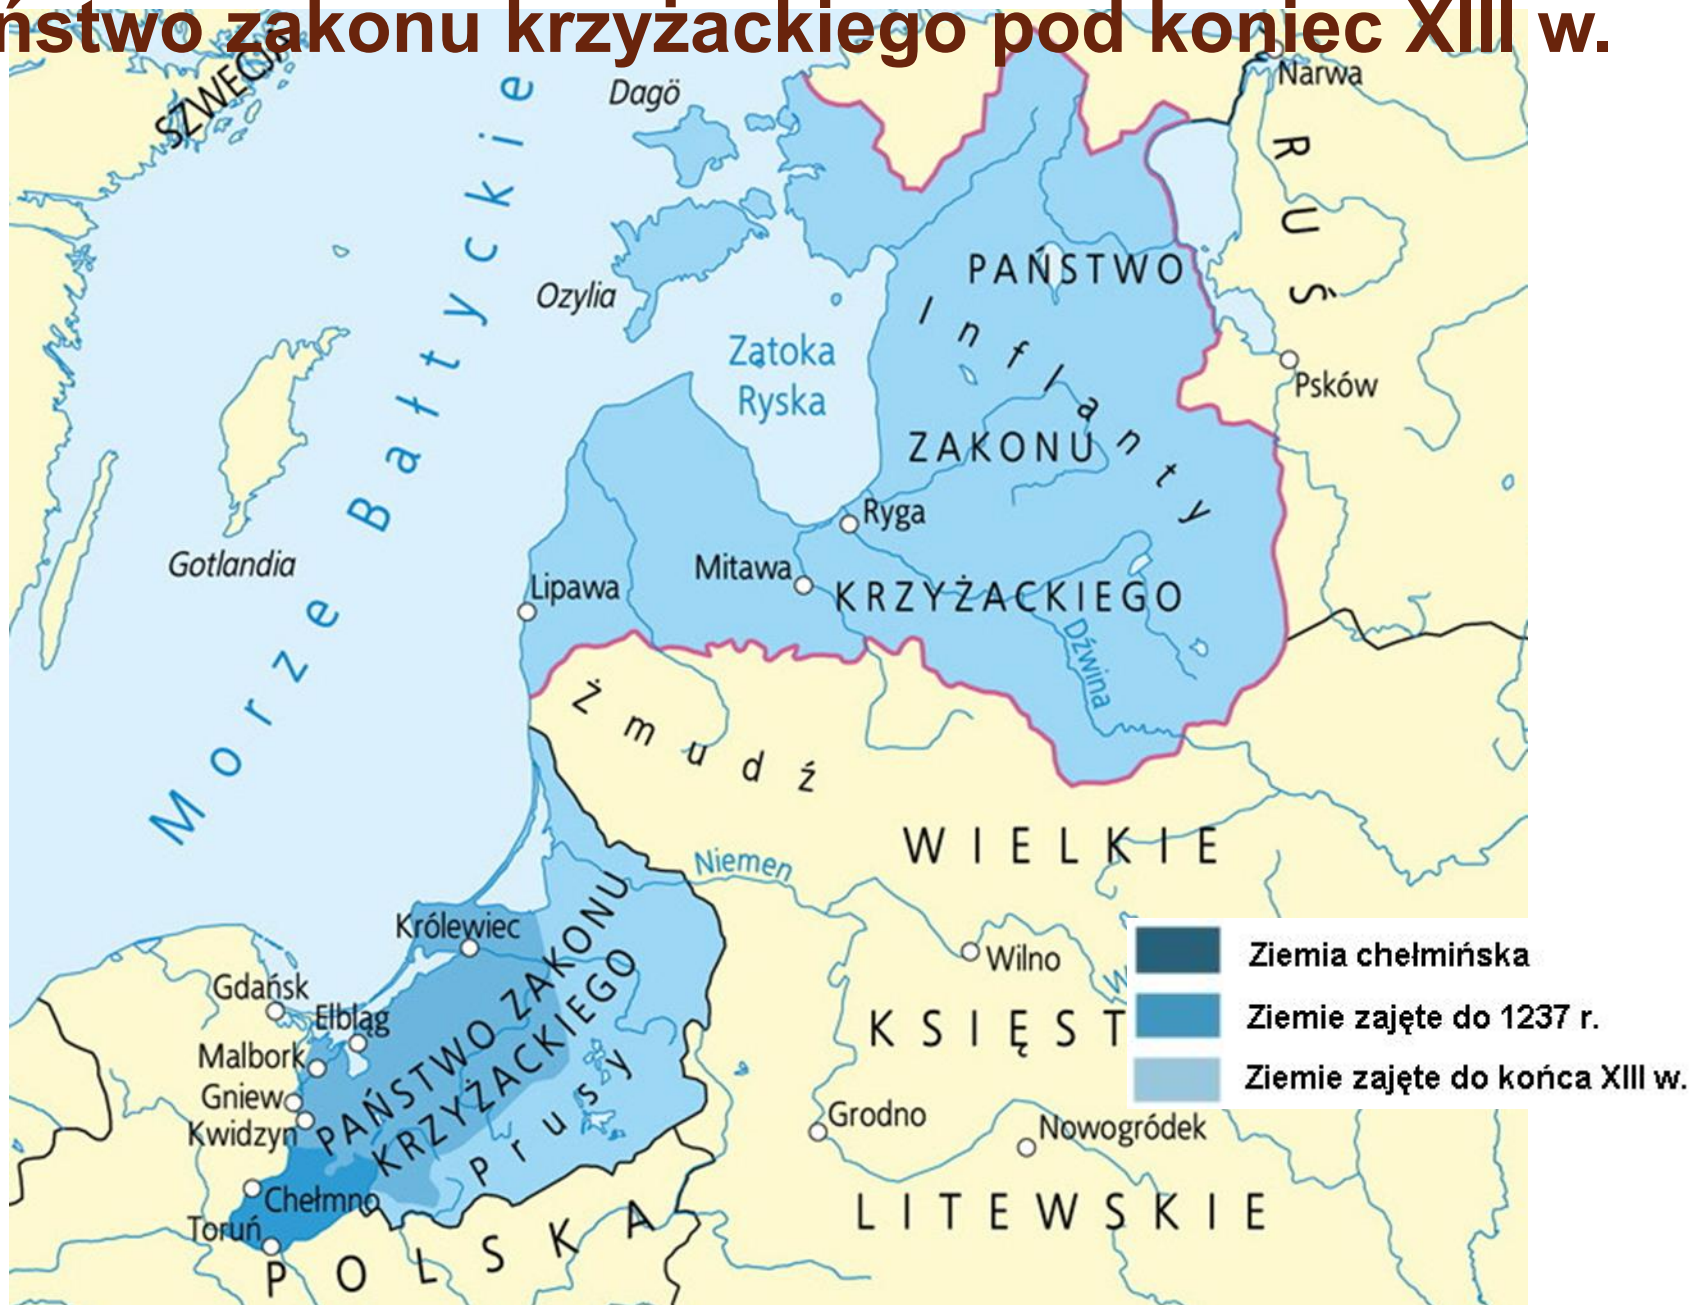 ństwo zakonu krzyżackiego pod koniec XIII w.
SZWECJA
Dagö
Narwa
RUŚ
Morze Bałtyckie
Ozylia
PAŃSTWO
Inflanty
Zatoka
Ryska
Psków
ZAKONU
Ryga
Gotlandia
Mitawa
Lipawa
KRZYŻACKIEGO
Dźwina
Żmudź
WIELKIE
Niemen
Królewiec
PAŃSTWO ZAKONU
KRZYŻACKIEGO
Prusy
Wilno
Gdańsk
Elbląg
Malbork
Gniew
Kwidzyn
KSIĘST
Grodno
Nowogródek
Chełmno
Toruń
LITEWSKIE
POLSKA
Ziemia chełmińska
Ziemie zajęte do 1237 r.
Ziemie zajęte do końca XIII w.